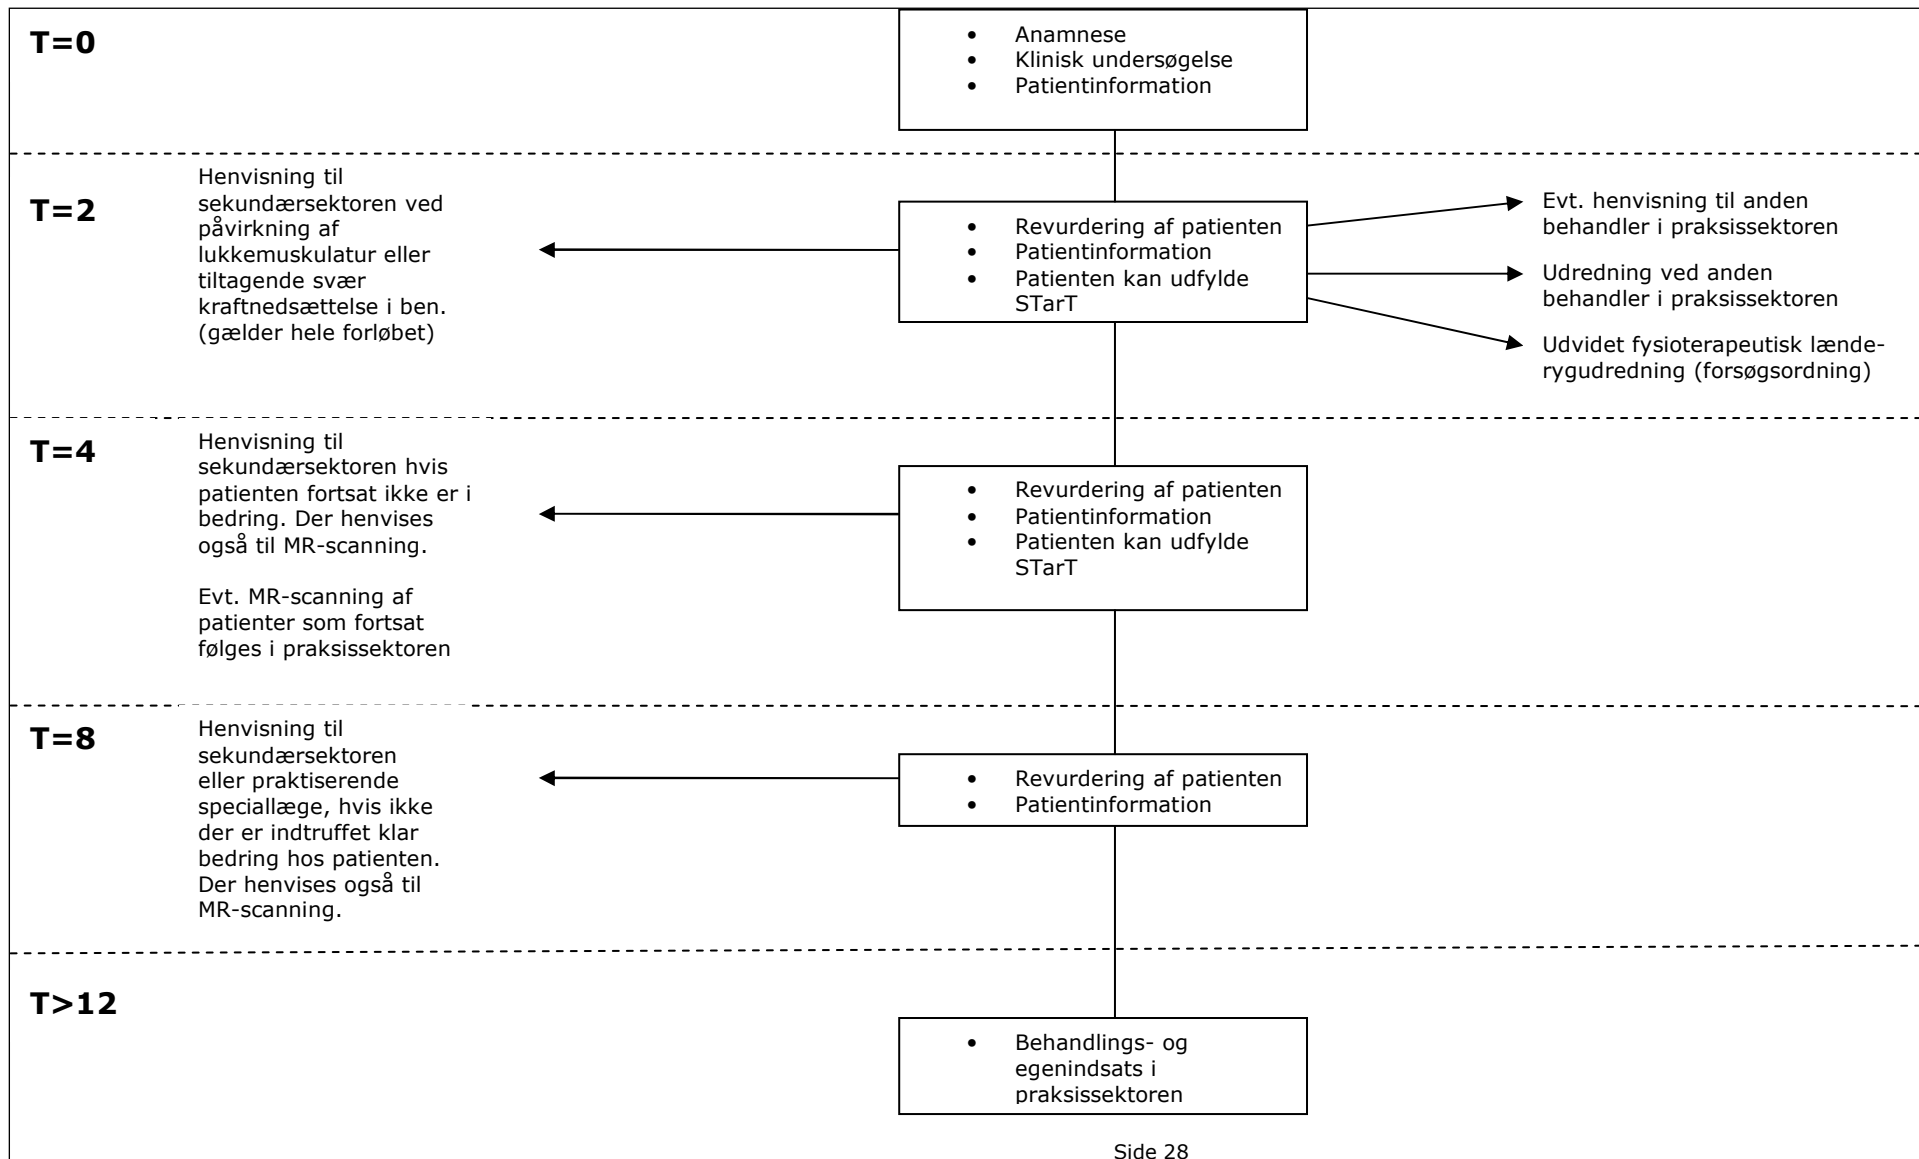 T=0
• Anamnese
• Klinisk undersøgelse
• Patientinformation
T=2
Henvisning til
sekundærsektoren ved
påvirkning af
lukkemuskulatur eller
tiltagende svær
kraftnedsættelse i ben.
(gælder hele forløbet)
• Revurdering af patienten
• Patientinformation
• Patienten kan udfylde
STarT
Evt. henvisning til anden
behandler i praksissektoren
Udredning ved anden
behandler i praksissektoren
Udvidet fysioterapeutisk lænde-
rygudredning (forsøgsordning)
T=4
Henvisning til
sekundærsektoren hvis
patienten fortsat ikke er i
bedring. Der henvises
også til MR-scanning.
Evt. MR-scanning af
patienter som fortsat
følges i praksissektoren
• Revurdering af patienten
• Patientinformation
• Patienten kan udfylde
STarT
T=8
Henvisning til
sekundærsektoren
eller praktiserende
speciallæge, hvis ikke
der er indtruffet klar
bedring hos patienten.
Der henvises også til
MR-scanning.
• Revurdering af patienten
• Patientinformation
T>12
• Behandlings- og
egenindsats i
praksissektoren
Side 28